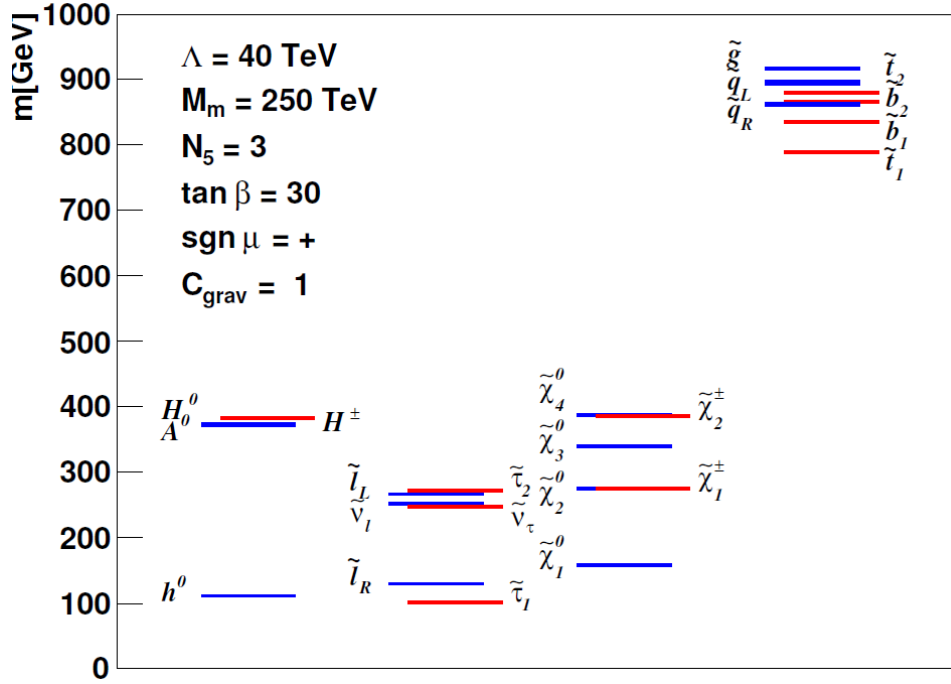 m[GeV]
1000
900
800
700
600
500
400
300
200
100
0
Λ = 40 TeV
M_m = 250 TeV
N_5 = 3
tan β = 30
sgn μ = +
C_grav = 1
g̃
q̃_L
q̃_R
t̃_2
b̃_2
b̃_1
t̃_1
H^0
A^0
H^±
h^0
l̃_L
ν̃_l
τ̃_2
ν̃_τ
l̃_R
τ̃_1
χ̃_4^0
χ̃_2^±
χ̃_3^0
χ̃_2^0
χ̃_1^±
χ̃_1^0